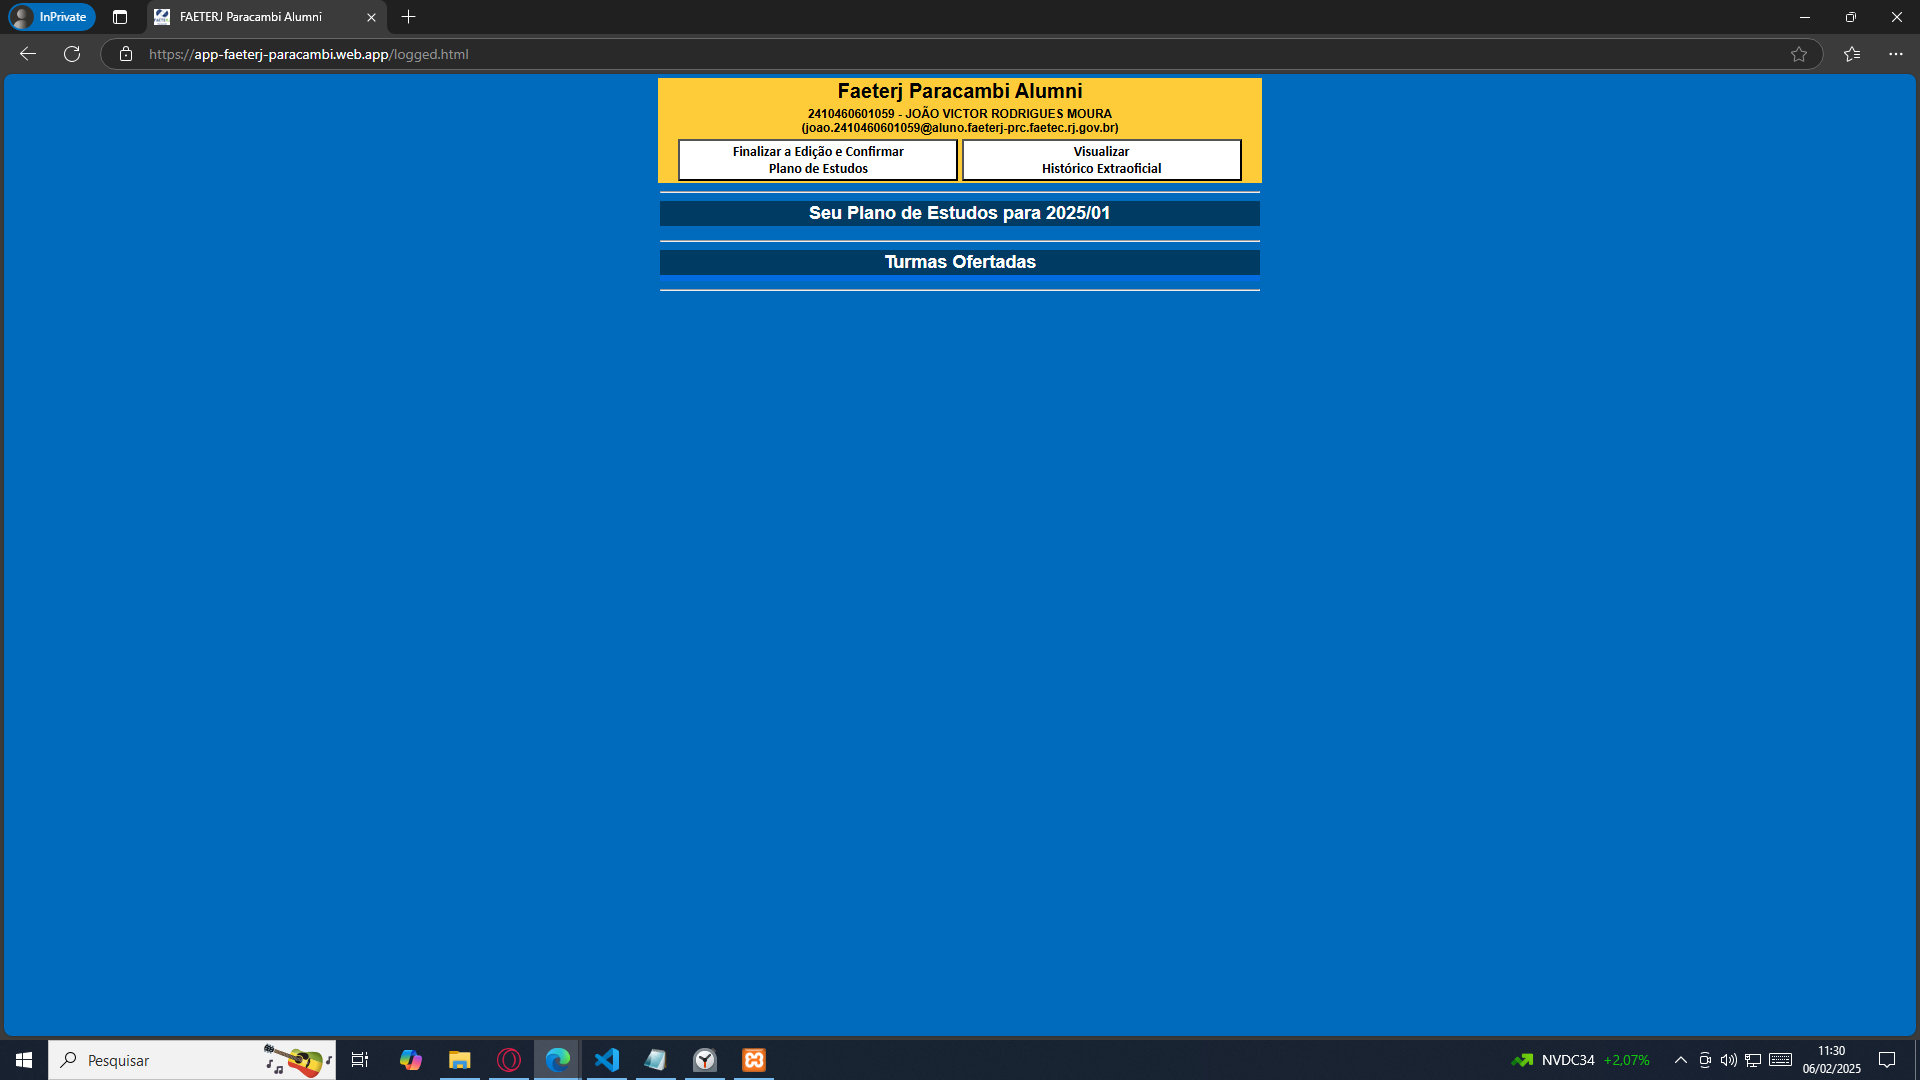 InPrivate
FAETERJ Paracambi Alumni
https://app-faeterj-paracambi.web.app/logged.html
Faeterj Paracambi Alumni
2410460601059 - JOÃO VICTOR RODRIGUES MOURA
(joao.2410460601059@aluno.faeterj-prc.faetec.rj.gov.br)
Finalizar a Edição e Confirmar
Plano de Estudos
Visualizar
Histórico Extraoficial
Seu Plano de Estudos para 2025/01
Turmas Ofertadas
Pesquisar
NVDC34 +2,07%
11:30
06/02/2025